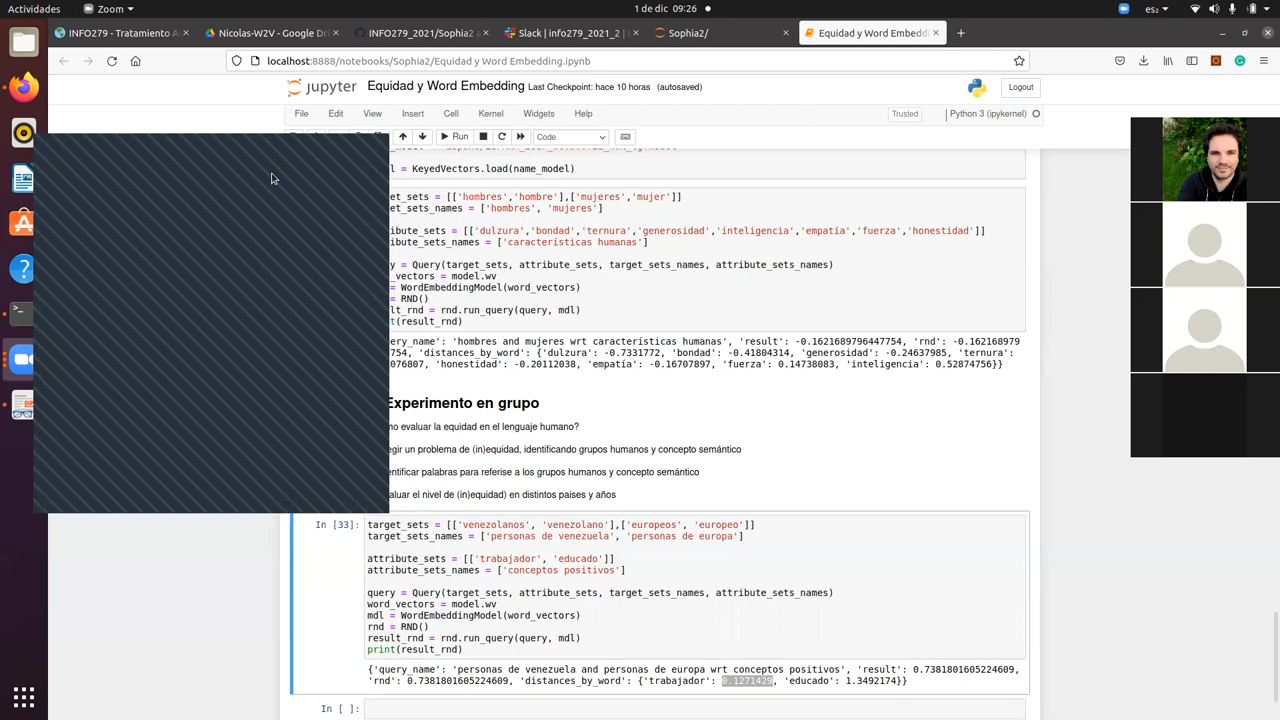 Actividades
Zoom
1 de dic 09:26
es₂
INFO279 - Tratamiento A
Nicolas-W2V - Google Dri
INFO279_2021/Sophia2 a
Slack | info279_2021_2 |
Sophia2/
Equidad y Word Embedd
localhost:8888/notebooks/Sophia2/Equidad y Word Embedding.ipynb
jupyter Equidad y Word Embedding Last Checkpoint: hace 10 horas (autosaved)
Logout
File Edit View Insert Cell Kernel Widgets Help
Trusted
Python 3 (ipykernel)
Run
Code
l = KeyedVectors.load(name_model)
et_sets = [['hombres','hombre'],['mujeres','mujer']]
et_sets_names = ['hombres', 'mujeres']
ibute_sets = [['dulzura','bondad','ternura','generosidad','inteligencia','empatía','fuerza','honestidad']]
ibute_sets_names = ['características humanas']
y = Query(target_sets, attribute_sets, target_sets_names, attribute_sets_names)
_vectors = model.wv
= WordEmbeddingModel(word_vectors)
= RND()
lt_rnd = rnd.run_query(query, mdl)
t(result_rnd)
ery_name': 'hombres and mujeres wrt características humanas', 'result': -0.1621689796447754, 'rnd': -0.162168979
754, 'distances_by_word': {'dulzura': -0.7331772, 'bondad': -0.41804314, 'generosidad': -0.24637985, 'ternura':
076807, 'honestidad': -0.20112038, 'empatía': -0.16707897, 'fuerza': 0.14738083, 'inteligencia': 0.52874756}}
Experimento en grupo
no evaluar la equidad en el lenguaje humano?
egir un problema de (in)equidad, identificando grupos humanos y concepto semántico
entificar palabras para referise a los grupos humanos y concepto semántico
aluar el nivel de (in)equidad) en distintos paises y años
In [33]:
target_sets = [['venezolanos', 'venezolano'],['europeos', 'europeo']]
target_sets_names = ['personas de venezuela', 'personas de europa']
attribute_sets = [['trabajador', 'educado']]
attribute_sets_names = ['conceptos positivos']
query = Query(target_sets, attribute_sets, target_sets_names, attribute_sets_names)
word_vectors = model.wv
mdl = WordEmbeddingModel(word_vectors)
rnd = RND()
result_rnd = rnd.run_query(query, mdl)
print(result_rnd)
{'query_name': 'personas de venezuela and personas de europa wrt conceptos positivos', 'result': 0.7381801605224609,
'rnd': 0.7381801605224609, 'distances_by_word': {'trabajador': 0.1271429, 'educado': 1.3492174}}
In [ ]: